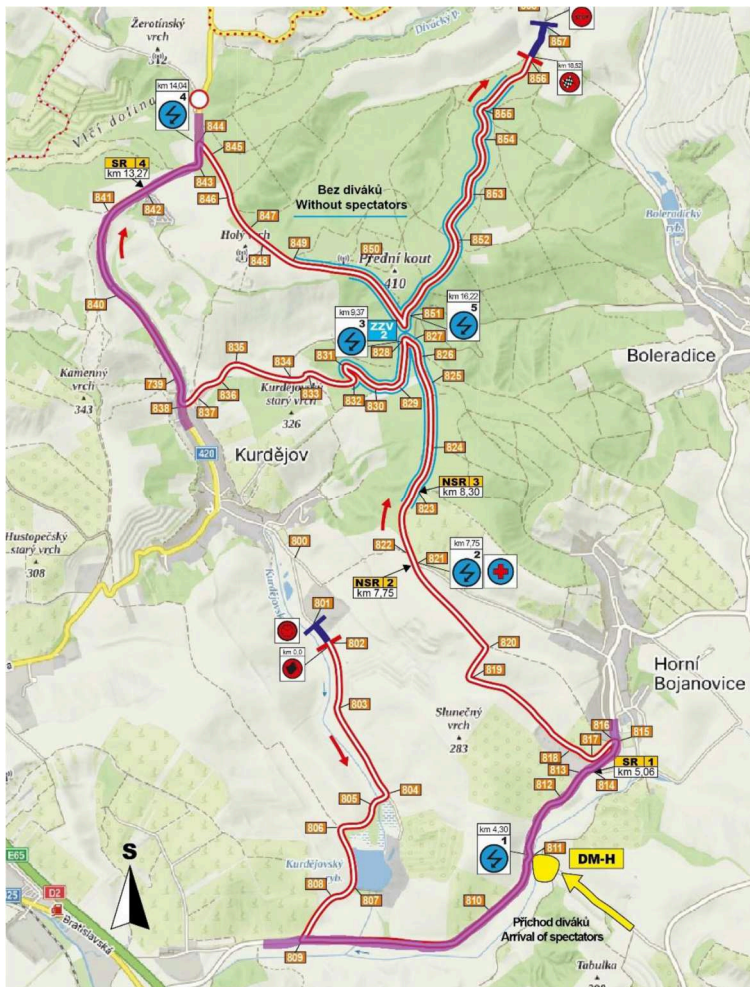 Žerotínský
vrch
312
Divácký p.
857
km 18,52
856
km 14,04
4
Vlčí dolina
844
845
843
SR 4
km 13,27
841
842
846
847
855
854
Bez diváků
Without spectators
853
Boleradický
ryb.
Holý vrch
848
849
850
852
Přední kout
410
840
km 9,37
3
ZZV
2
km 16,22
5
851
827
828
826
825
Boleradice
835
834
831
Kamenný
vrch
343
739
836
Kurdějovský
starý vrch
326
833
832
830
829
838
837
420
Kurdějov
824
NSR 3
km 8,30
823
Hustopečský
starý vrch
308
800
822
821
km 7,75
2
NSR 2
km 7,75
801
802
km 0,0
820
819
Horní
Bojanovice
803
Slunečný
vrch
283
816
815
817
818
813
SR 1
km 5,06
814
812
804
805
806
km 4,30
1
811
DM-H
S
E65
D2
25
Bratislavská
Kurdějovský
ryb.
808
807
810
Příchod diváků
Arrival of spectators
809
Tabulka